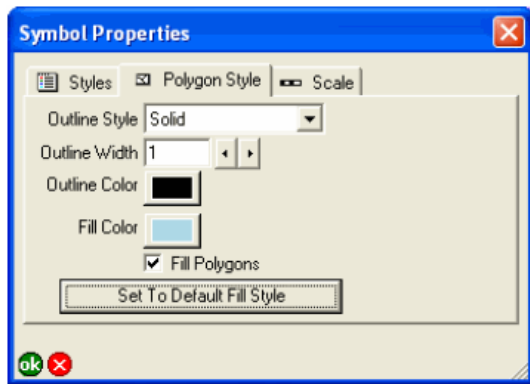 Symbol Properties
Styles Polygon Style Scale
Outline Style Solid
Outline Width 1
Outline Color
Fill Color
Fill Polygons
Set To Default Fill Style
ok